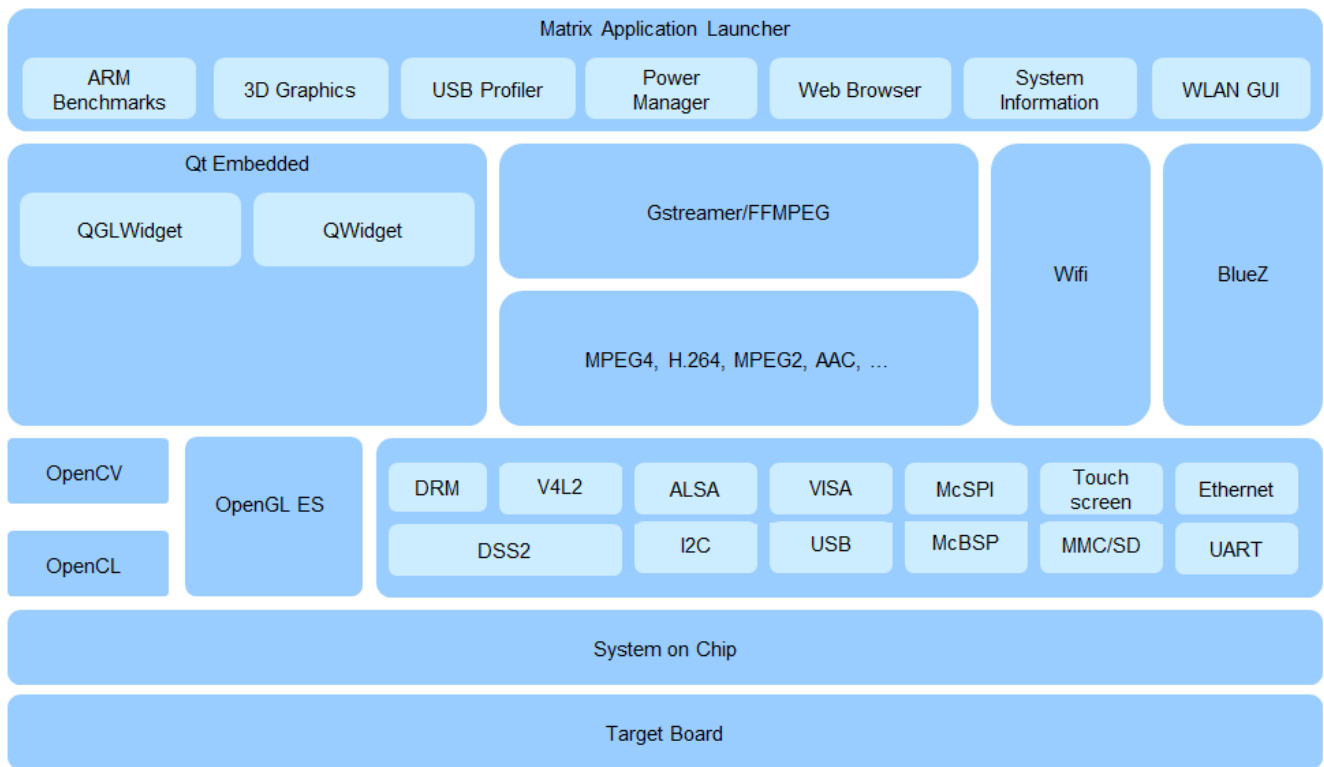 Matrix Application Launcher
ARM
Benchmarks
3D Graphics
USB Profiler
Power
Manager
Web Browser
System
Information
WLAN GUI
Qt Embedded
QGLWidget
QWidget
Gstreamer/FFMPEG
MPEG4, H.264, MPEG2, AAC, ...
Wifi
BlueZ
OpenCV
OpenCL
OpenGL ES
DRM
V4L2
ALSA
VISA
McSPI
Touch
screen
Ethernet
DSS2
I2C
USB
McBSP
MMC/SD
UART
System on Chip
Target Board